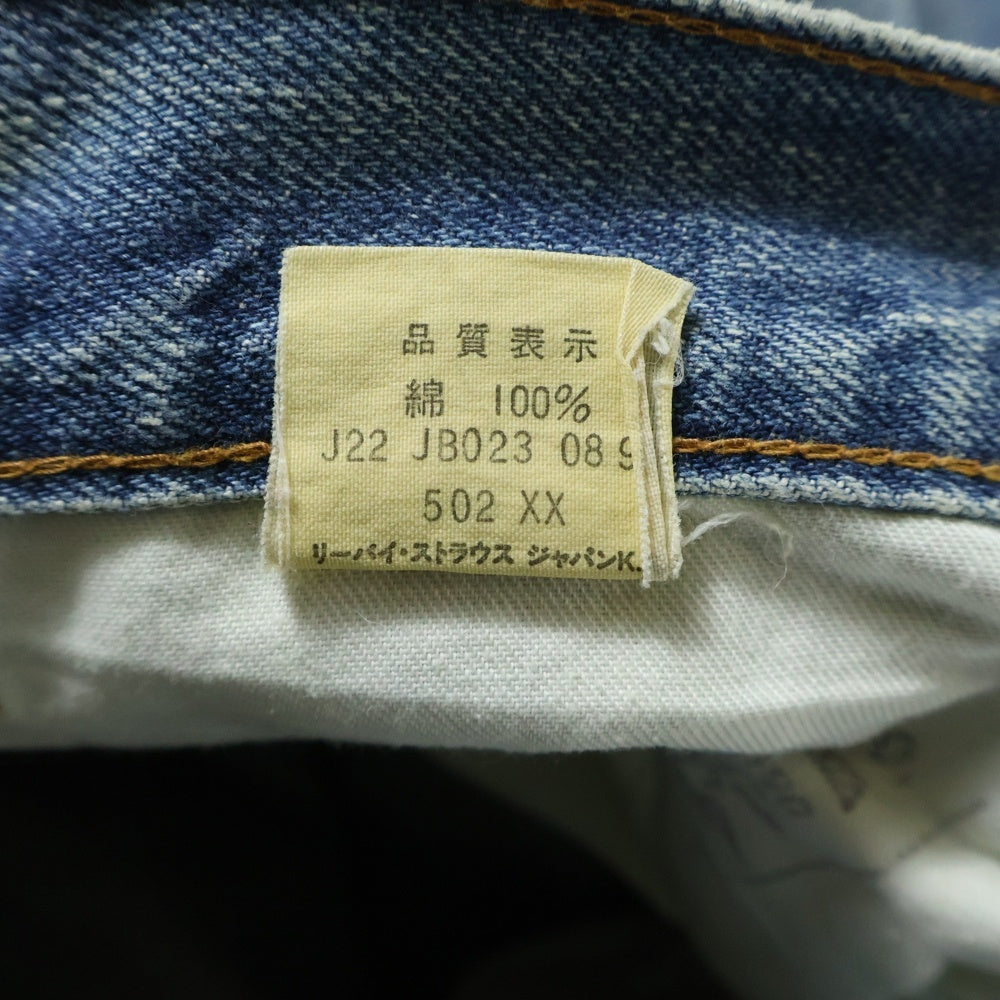 品質表示
綿 100%
J22 JB023 08 9
502 XX
リーバイ・ストラウス ジャパンK.